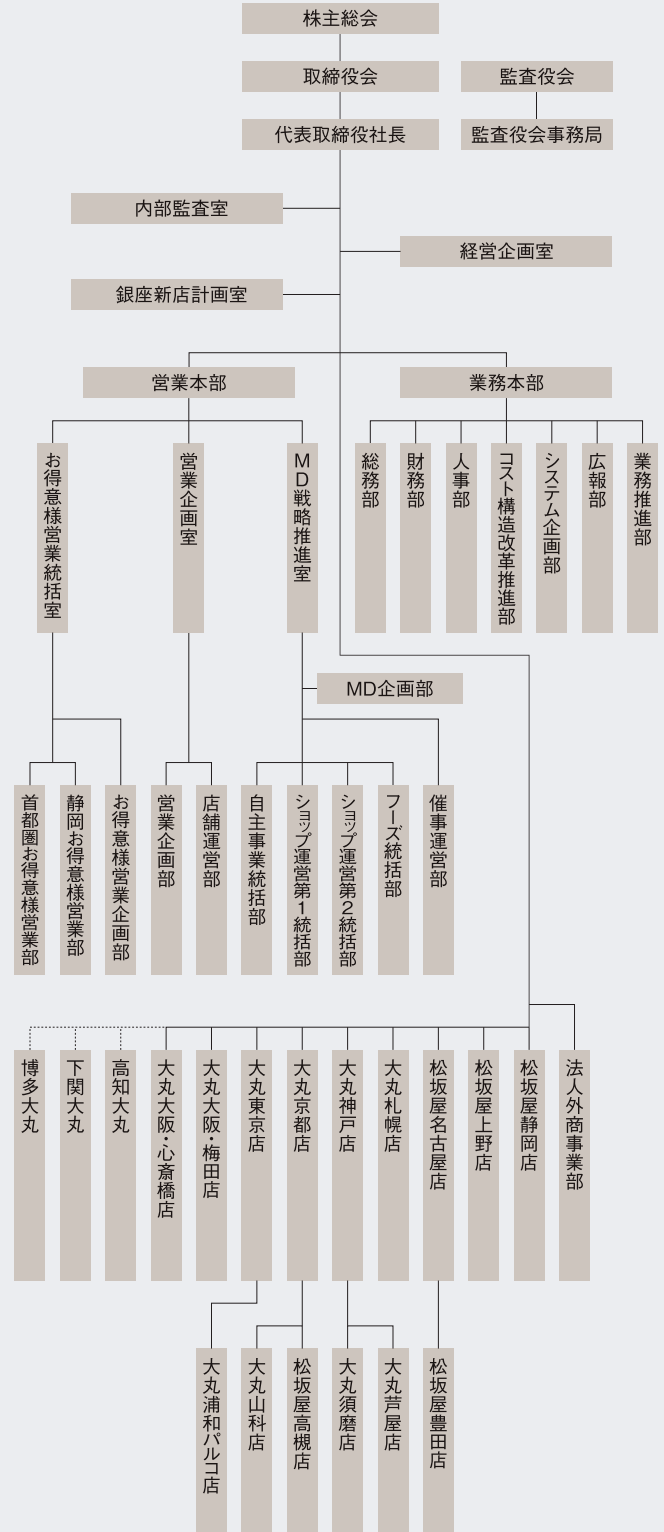 株主総会
取締役会
監査役会
代表取締役社長
監査役会事務局
内部監査室
経営企画室
銀座新店計画室
営業本部
業務本部
お得意様営業統括室
営業企画室
MD戦略推進室
総務部
財務部
人事部
コスト構造改革推進部
システム企画部
広報部
業務推進部
MD企画部
首都圏お得意様営業部
静岡お得意様営業部
お得意様営業企画部
営業企画部
店舗運営部
自主事業統括部
ショップ運営第1統括部
ショップ運営第2統括部
フーズ統括部
催事運営部
博多大丸
下関大丸
高知大丸
大丸大阪・心斎橋店
大丸大阪・梅田店
大丸東京店
大丸京都店
大丸神戸店
大丸札幌店
松坂屋名古屋店
松坂屋上野店
松坂屋静岡店
法人外商事業部
大丸浦和パルコ店
大丸山科店
松坂屋高槻店
大丸須磨店
大丸芦屋店
松坂屋豊田店